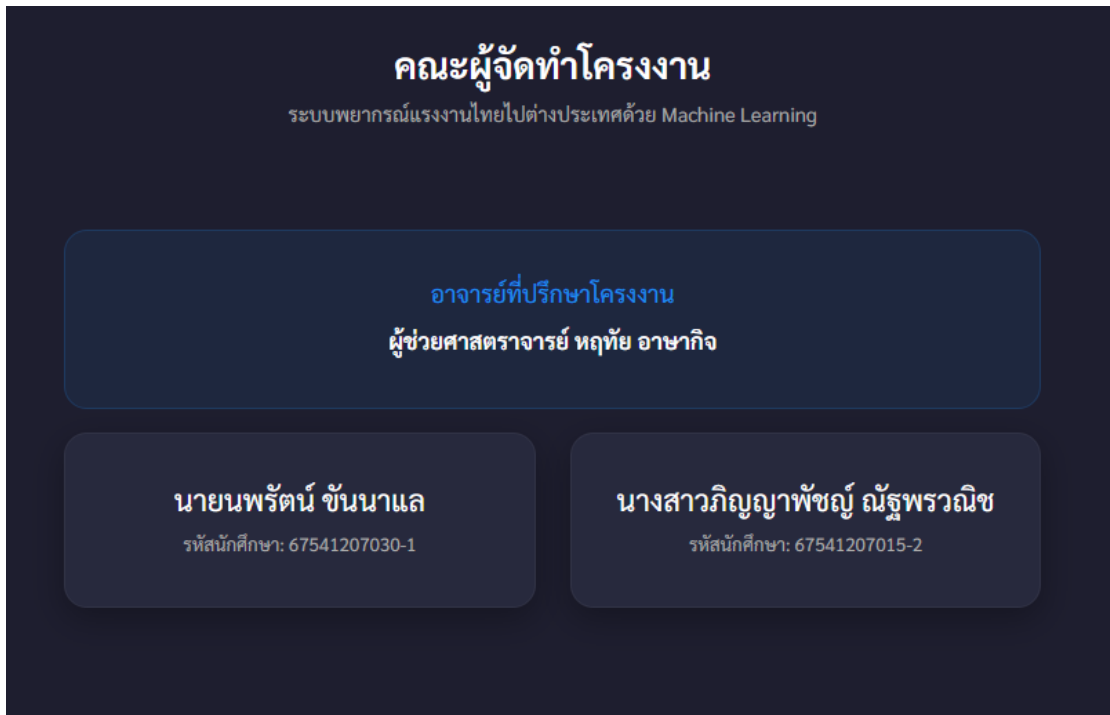 คณะผู้จัดทำโครงงาน
ระบบพยากรณ์แรงงานไทยไปต่างประเทศด้วย Machine Learning
อาจารย์ที่ปรึกษาโครงงาน
ผู้ช่วยศาสตราจารย์ หฤทัย อาษากิจ
นายนพรัตน์ ขันนาแล
รหัสนักศึกษา: 67541207030-1
นางสาวภิญญาพัชญ์ ณัฐพรวณิช
รหัสนักศึกษา: 67541207015-2